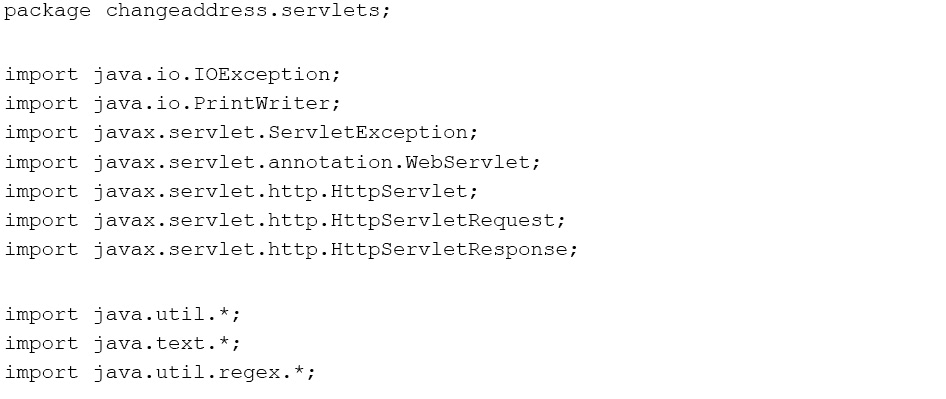 package changeaddress.servlets;
import java.io.IOException;
import java.io.PrintWriter;
import javax.servlet.ServletException;
import javax.servlet.annotation.WebServlet;
import javax.servlet.http.HttpServlet;
import javax.servlet.http.HttpServletRequest;
import javax.servlet.http.HttpServletResponse;
import java.util.*;
import java.text.*;
import java.util.regex.*;